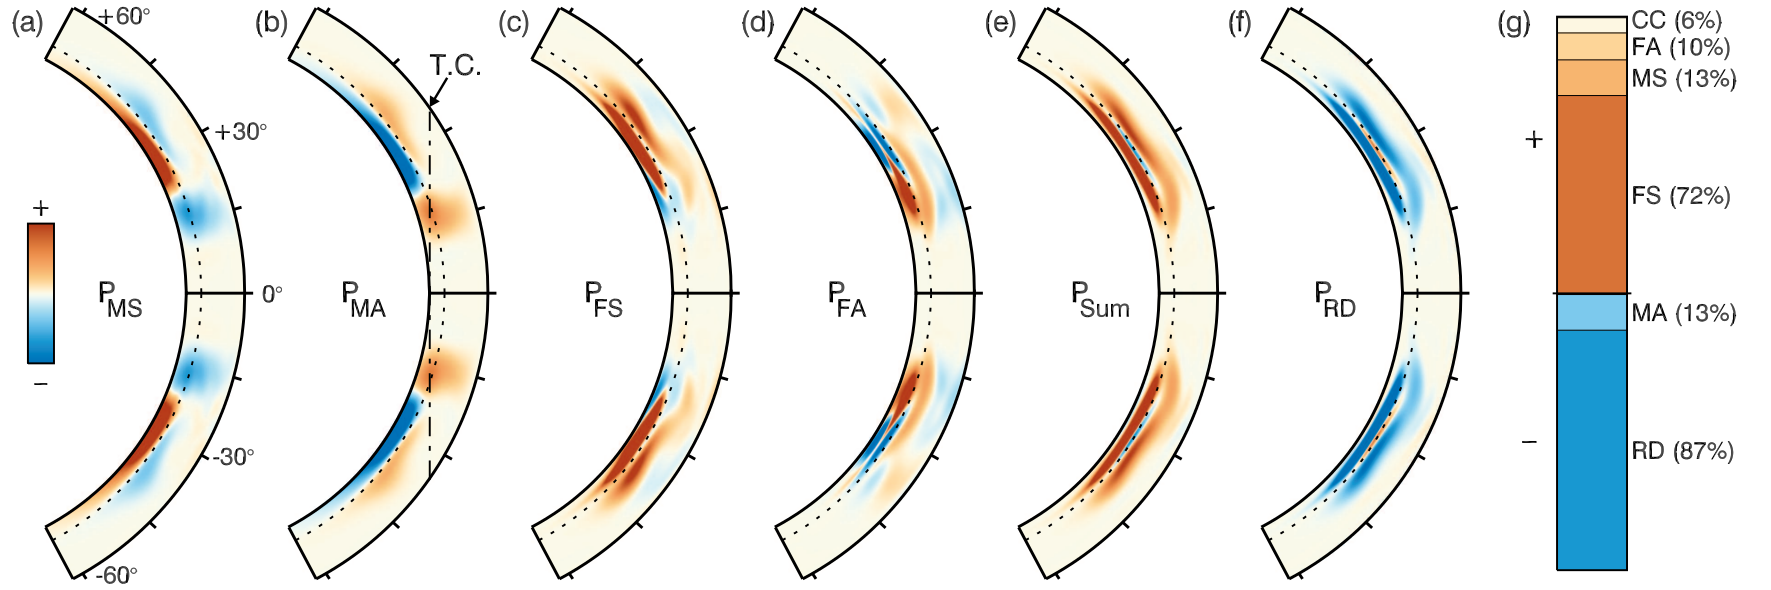 (a)
+60°
+30°
0°
-30°
-60°
+
−
P_MS
(b)
T.C.
P_MA
(c)
P_FS
(d)
P_FA
(e)
P_Sum
(f)
P_RD
(g)
+
−
CC (6%)
FA (10%)
MS (13%)
FS (72%)
MA (13%)
RD (87%)